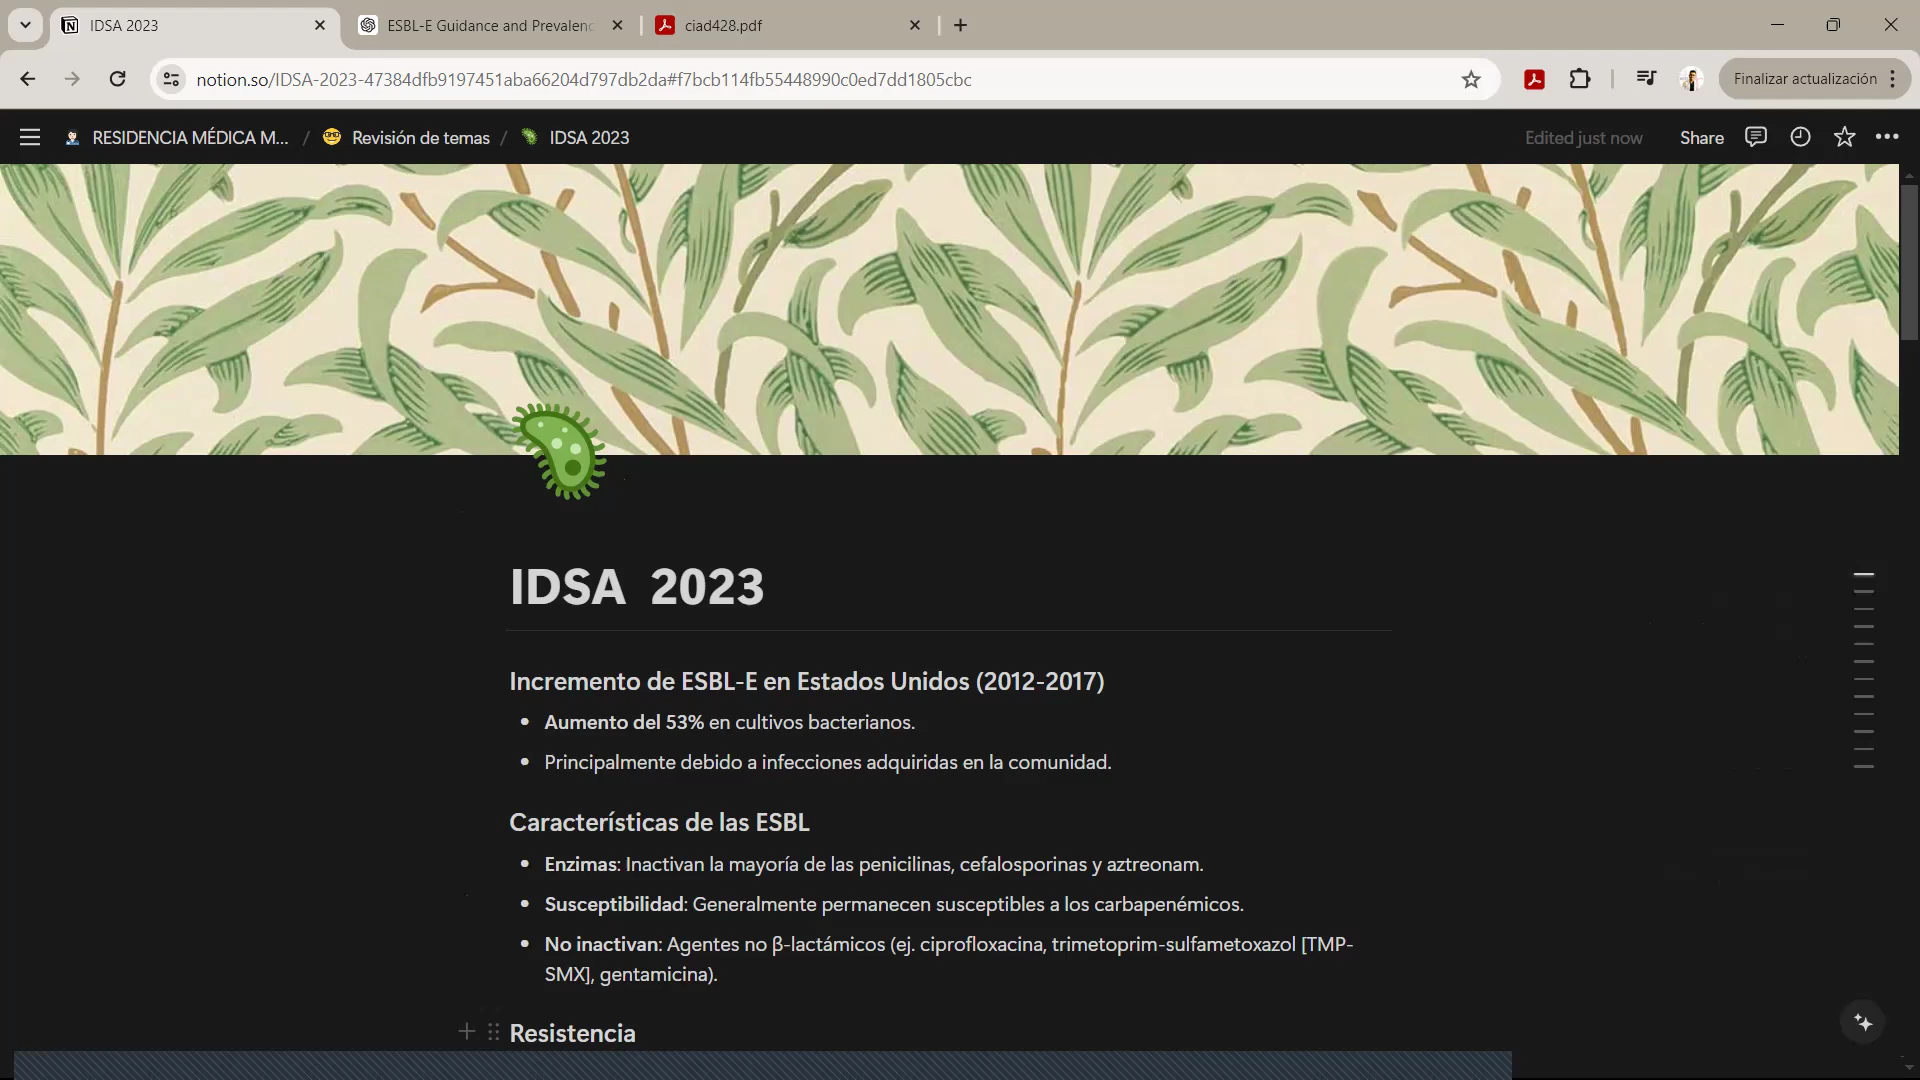 IDSA 2023
ESBL-E Guidance and Prevalenc
ciad428.pdf
notion.so/IDSA-2023-47384dfb9197451aba66204d797db2da#f7bcb114fb55448990c0ed7dd1805cbc
Finalizar actualización
RESIDENCIA MÉDICA M... / Revisión de temas / IDSA 2023
Edited just now
Share
IDSA 2023
Incremento de ESBL-E en Estados Unidos (2012-2017)
• Aumento del 53% en cultivos bacterianos.
• Principalmente debido a infecciones adquiridas en la comunidad.
Características de las ESBL
• Enzimas: Inactivan la mayoría de las penicilinas, cefalosporinas y aztreonam.
• Susceptibilidad: Generalmente permanecen susceptibles a los carbapenémicos.
• No inactivan: Agentes no β-lactámicos (ej. ciprofloxacina, trimetoprim-sulfametoxazol [TMP-
SMX], gentamicina).
Resistencia